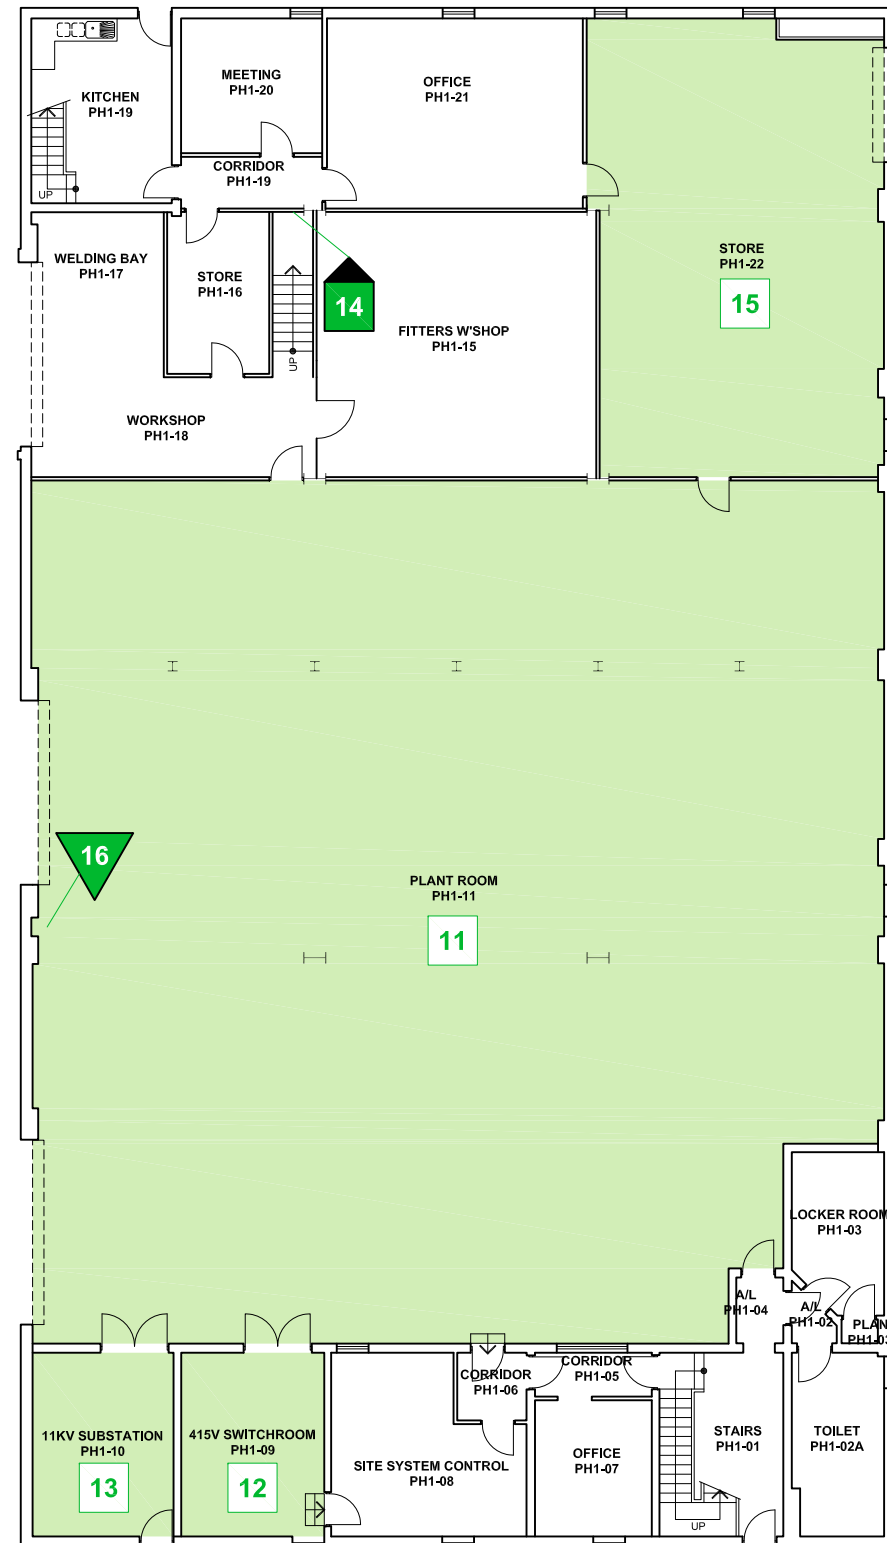 KITCHEN
PH1-19
UP
MEETING
PH1-20
OFFICE
PH1-21
CORRIDOR
PH1-19
WELDING BAY
PH1-17
STORE
PH1-16
UP
14
FITTERS W'SHOP
PH1-15
STORE
PH1-22
15
WORKSHOP
PH1-18
16
PLANT ROOM
PH1-11
11
LOCKER ROOM
PH1-03
A/L
PH1-04
A/L
PH1-02
PLAN
PH1-03
11KV SUBSTATION
PH1-10
13
415V SWITCHROOM
PH1-09
12
SITE SYSTEM CONTROL
PH1-08
CORRIDOR
PH1-06
CORRIDOR
PH1-05
OFFICE
PH1-07
STAIRS
PH1-01
UP
TOILET
PH1-02A